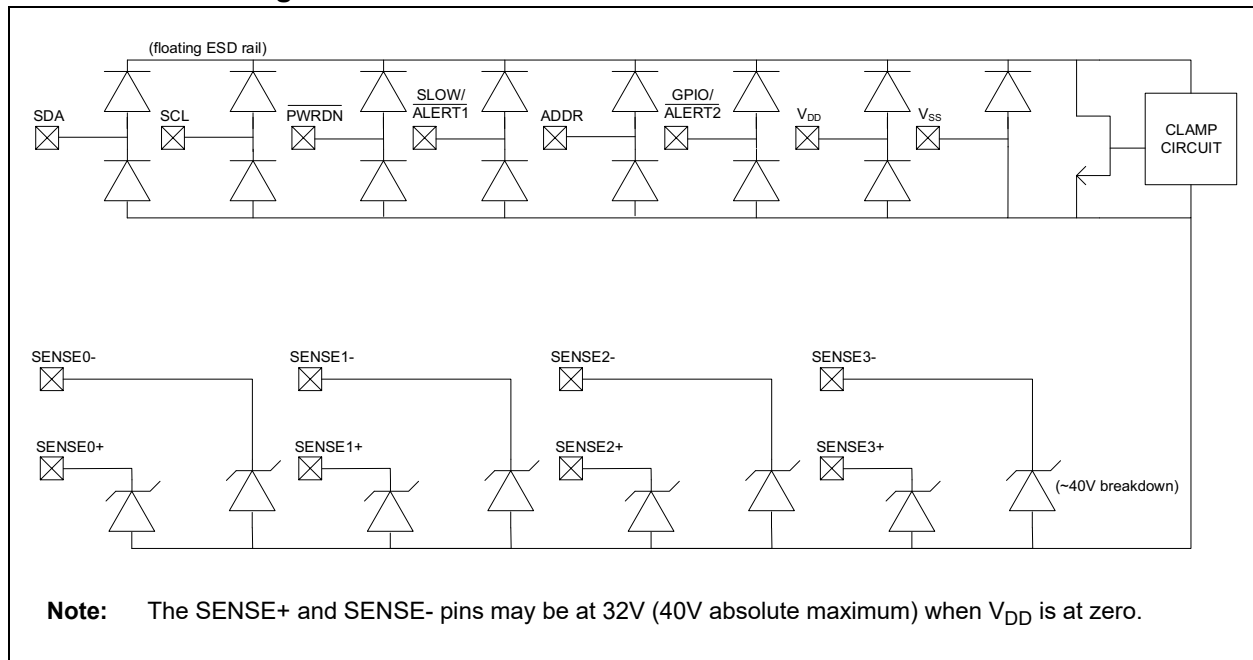 (floating ESD rail)
SDA
SCL
PWRDN
SLOW/
ALERT1
ADDR
GPIO/
ALERT2
VDD
VSS
CLAMP
CIRCUIT
SENSE0-
SENSE1-
SENSE2-
SENSE3-
SENSE0+
SENSE1+
SENSE2+
SENSE3+
(~40V breakdown)
Note: The SENSE+ and SENSE- pins may be at 32V (40V absolute maximum) when VDD is at zero.